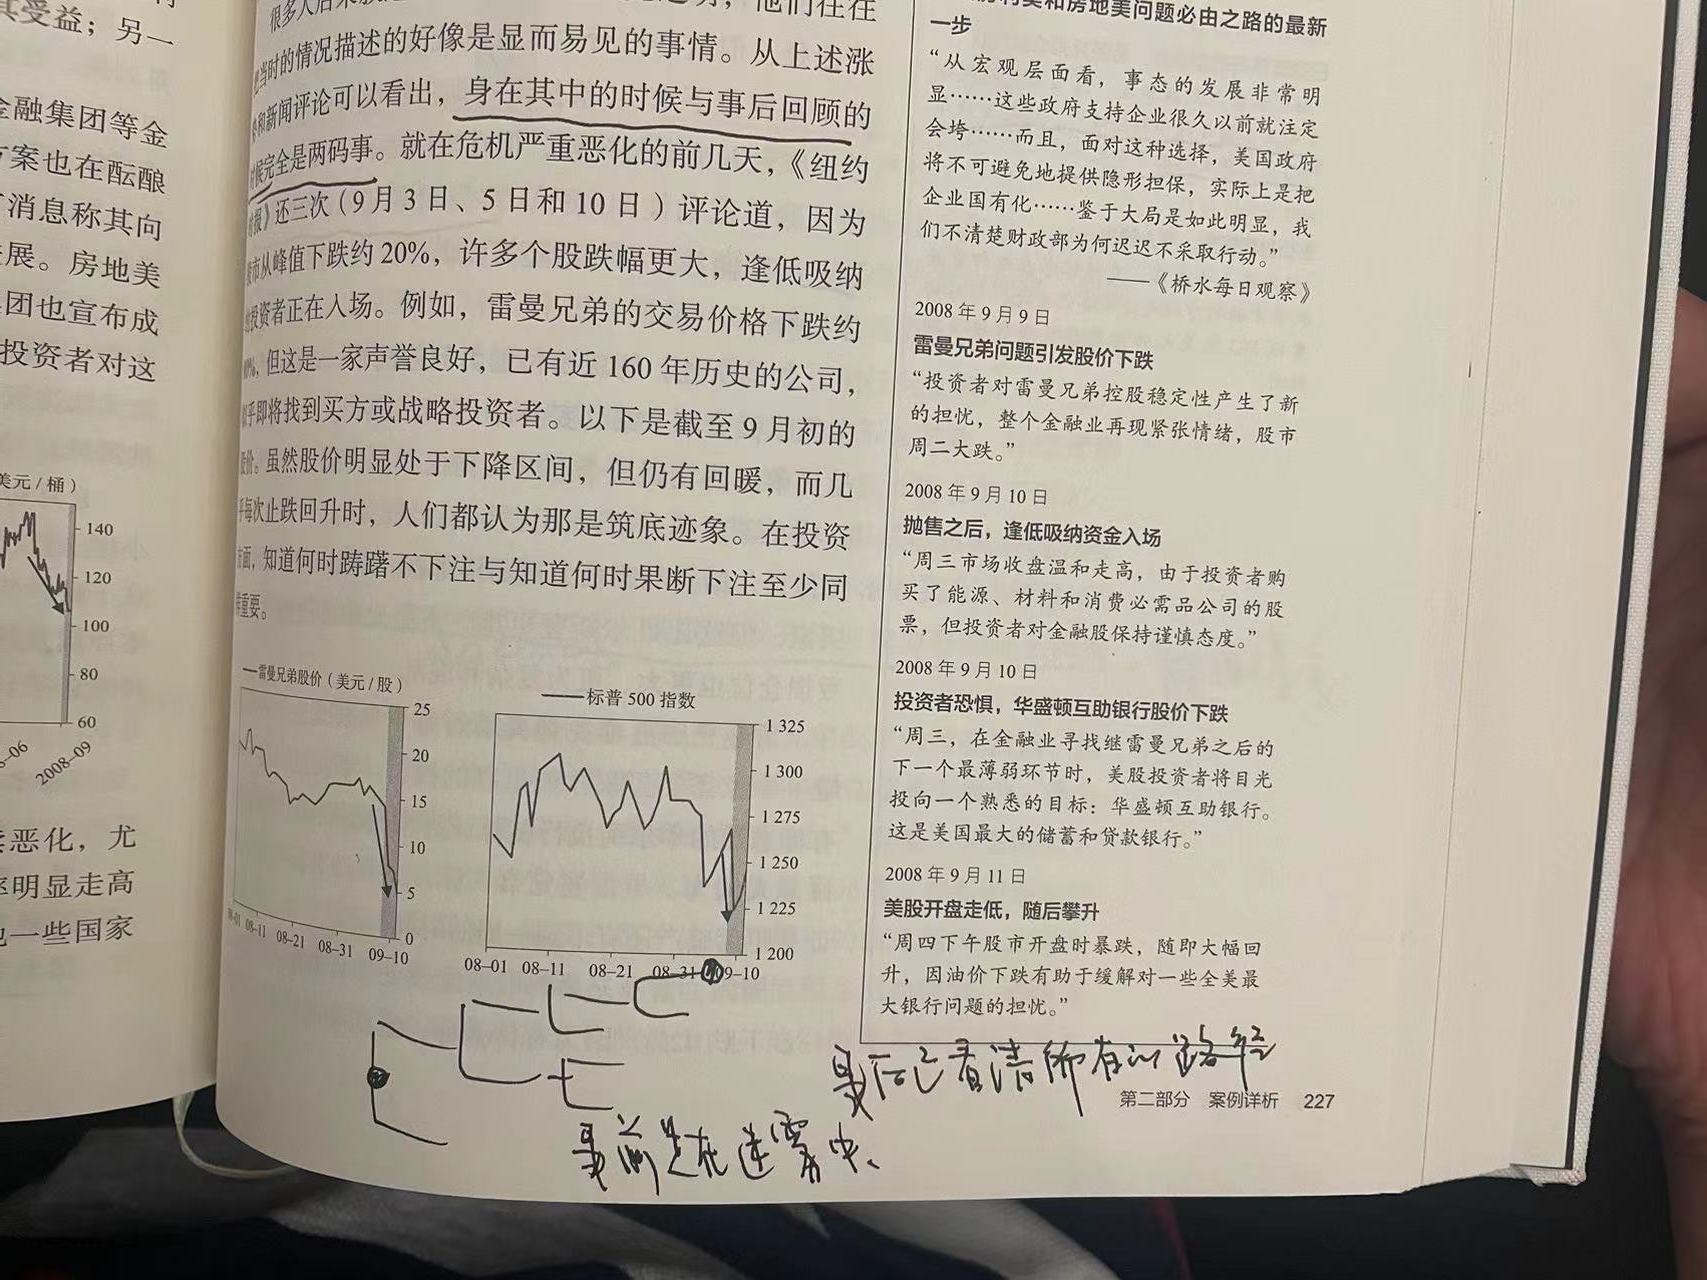 其受益；另一
金融集团等金
方案也在酝酿
消息称其向
展。房地美
团也宣布成
投资者对这
美元/桶）
140
120
100
80
60
-06
2008-09
恶化，尤
率明显走高
一些国家
很多人后来
，他们往往
当时的情况描述的好像是显而易见的事情。从上述涨
和新闻评论可以看出，身在其中的时候与事后回顾的
时候完全是两码事。就在危机严重恶化的前几天，《纽约
时报》还三次（9月3日、5日和10日）评论道，因为
股市从峰值下跌约20%，许多个股跌幅更大，逢低吸纳
投资者正在入场。例如，雷曼兄弟的交易价格下跌约
%，但这是一家声誉良好，已有近160年历史的公司，
似乎即将找到买方或战略投资者。以下是截至9月初的
股价。虽然股价明显处于下降区间，但仍有回暖，而几
乎每次止跌回升时，人们都认为那是筑底迹象。在投资
方面，知道何时踌躇不下注与知道何时果断下注至少同
样重要。
雷曼兄弟股价（美元/股）
25
20
15
10
5
0
08-01 08-11 08-21 08-31 09-10
标普500指数
1 325
1 300
1 275
1 250
1 225
1 200
08-01 08-11 08-21 08-31 09-10
和房地美问题必由之路的最新
一步
“从宏观层面看，事态的发展非常明
显……这些政府支持企业很久以前就注定
会垮……而且，面对这种选择，美国政府
将不可避免地提供隐形担保，实际上是把
企业国有化……鉴于大局是如此明显，我
们不清楚财政部为何迟迟不采取行动。”
——《桥水每日观察》
2008年9月9日
雷曼兄弟问题引发股价下跌
“投资者对雷曼兄弟控股稳定性产生了新
的担忧，整个金融业再现紧张情绪，股市
周二大跌。”
2008年9月10日
抛售之后，逢低吸纳资金入场
“周三市场收盘温和走高，由于投资者购
买了能源、材料和消费必需品公司的股
票，但投资者对金融股保持谨慎态度。”
2008年9月10日
投资者恐惧，华盛顿互助银行股价下跌
“周三，在金融业寻找继雷曼兄弟之后的
下一个最薄弱环节时，美股投资者将目光
投向一个熟悉的目标：华盛顿互助银行。
这是美国最大的储蓄和贷款银行。”
2008年9月11日
美股开盘走低，随后攀升
“周四下午股市开盘时暴跌，随即大幅回
升，因油价下跌有助于缓解对一些全美最
大银行问题的担忧。”
事后已看清所有的路径
事前是在迷雾中、
第二部分 案例详析 227